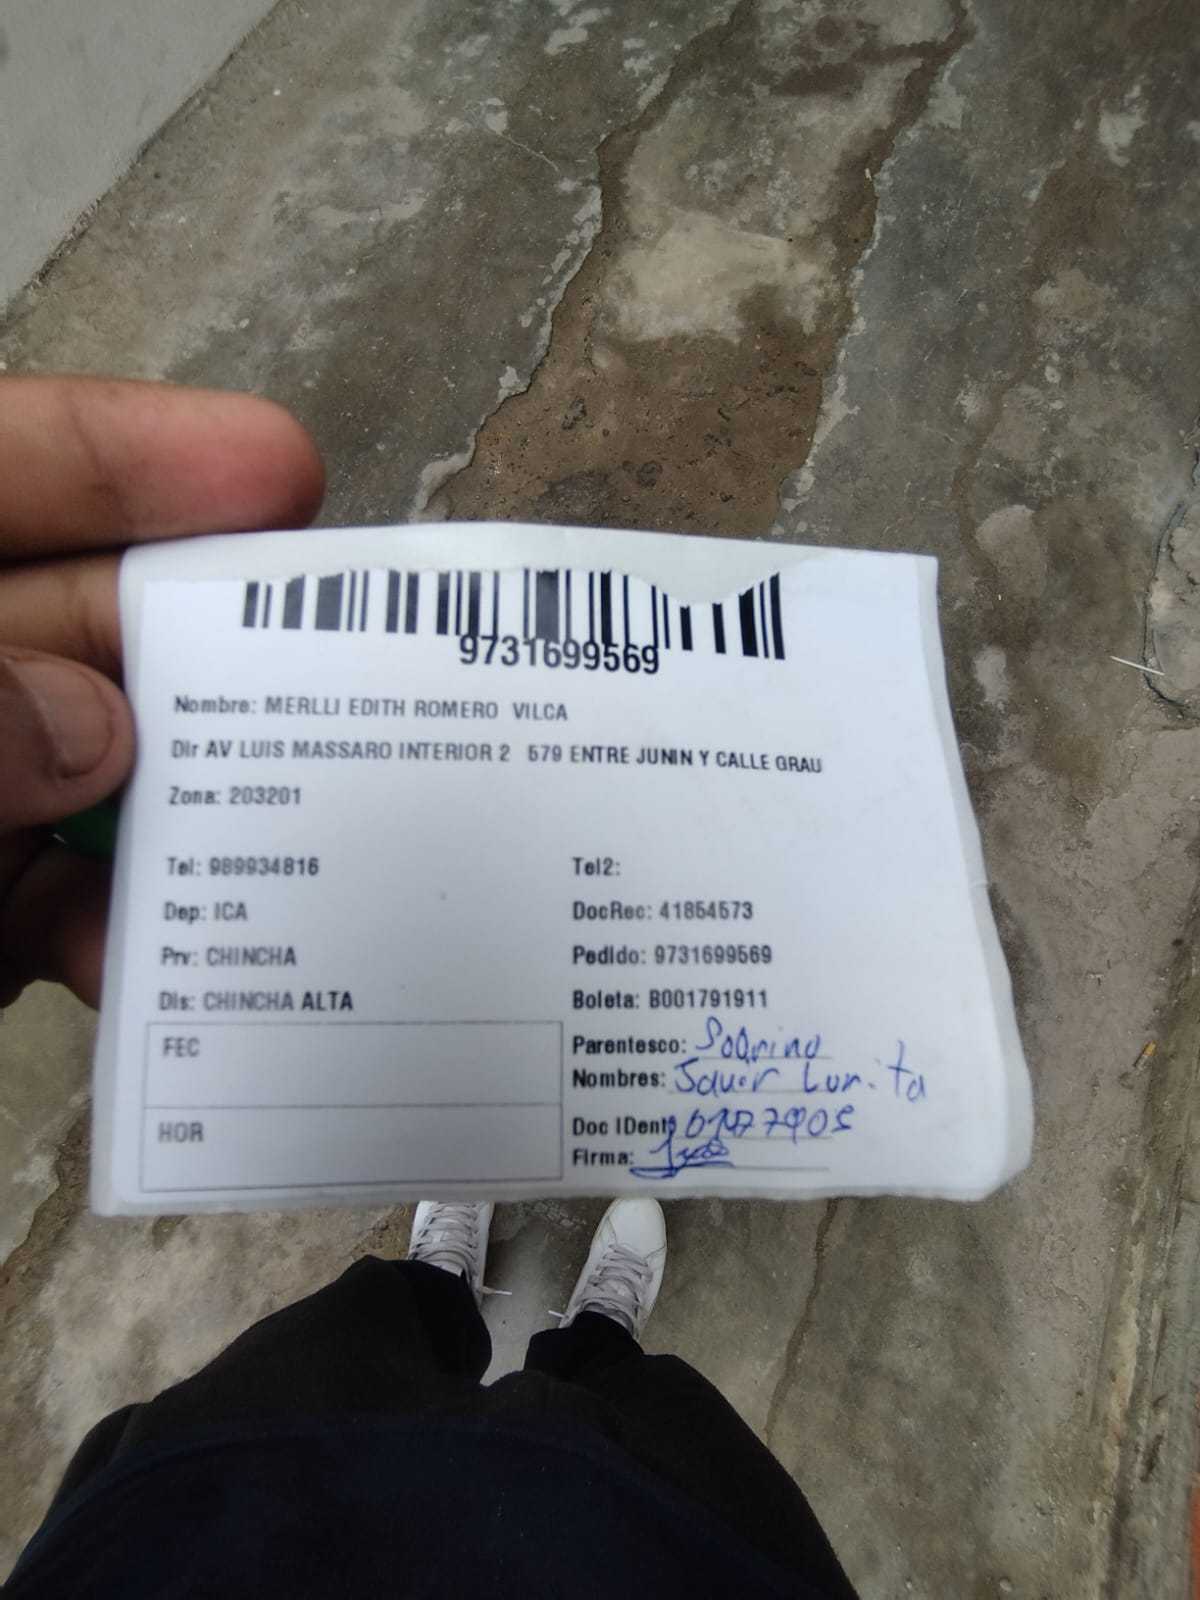 9731699569
Nombre: MERLLI EDITH ROMERO VILCA
Dir AV LUIS MASSARO INTERIOR 2 579 ENTRE JUNIN Y CALLE GRAU
Zona: 203201
Tel: 989934816 Tel2:
Dep: ICA DocRec: 41854573
Prv: CHINCHA Pedido: 9731699569
Dis: CHINCHA ALTA Boleta: B001791911
FEC Parentesco: Sobrino
Nombres:
HOR Doc IDent:
Firma: